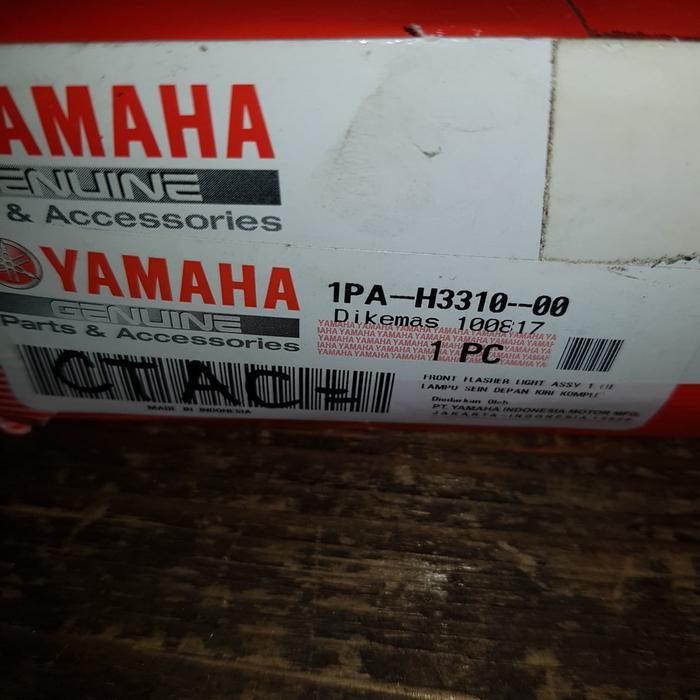 YAMAHA
GENUINE
& Accessories
YAMAHA
GENUINE
Parts & Accessories
1PA-H3310--00
Dikemas 100817
1 PC
CTAC
MADE IN INDONESIA
FRONT FLASHER LIGHT ASSY 1
LAMPU SEIN DEPAN KIRI KOMPLE
Diedarkan Oleh
PT. YAMAHA INDONESIA MOTOR MFG.
JAKARTA-INDONESIA